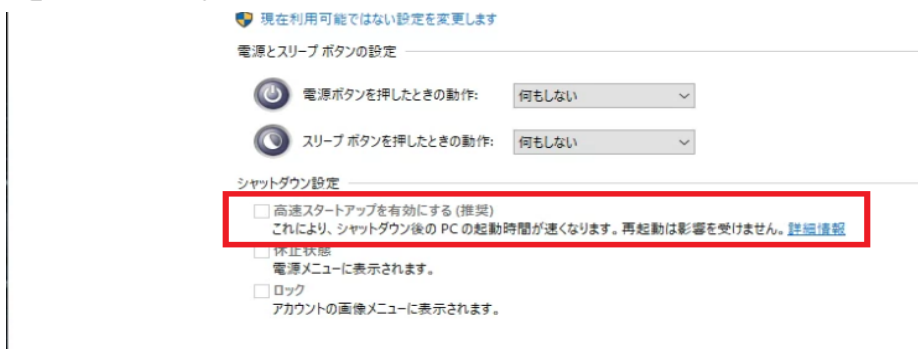 現在利用可能ではない設定を変更します
電源とスリープ ボタンの設定
電源ボタンを押したときの動作: 何もしない
スリープ ボタンを押したときの動作: 何もしない
シャットダウン設定
高速スタートアップを有効にする (推奨)
これにより、シャットダウン後の PC の起動時間が速くなります。再起動は影響を受けません。詳細情報
休止状態
電源メニューに表示されます。
ロック
アカウントの画像メニューに表示されます。